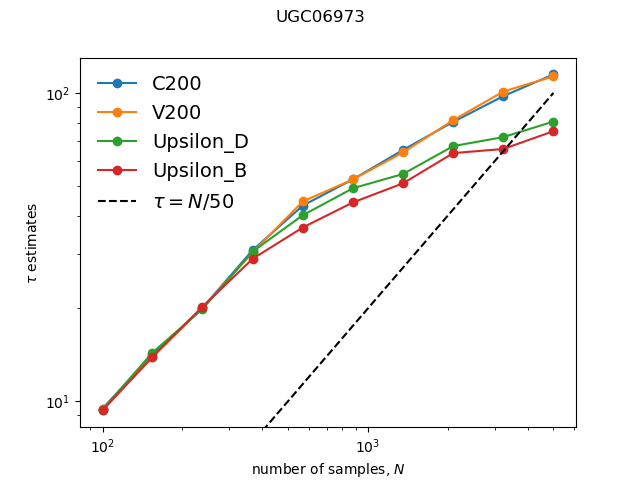 UGC06973
C200
V200
Upsilon_D
Upsilon_B
τ = N/50
10²
10¹
τ estimates
10²
10³
number of samples, N